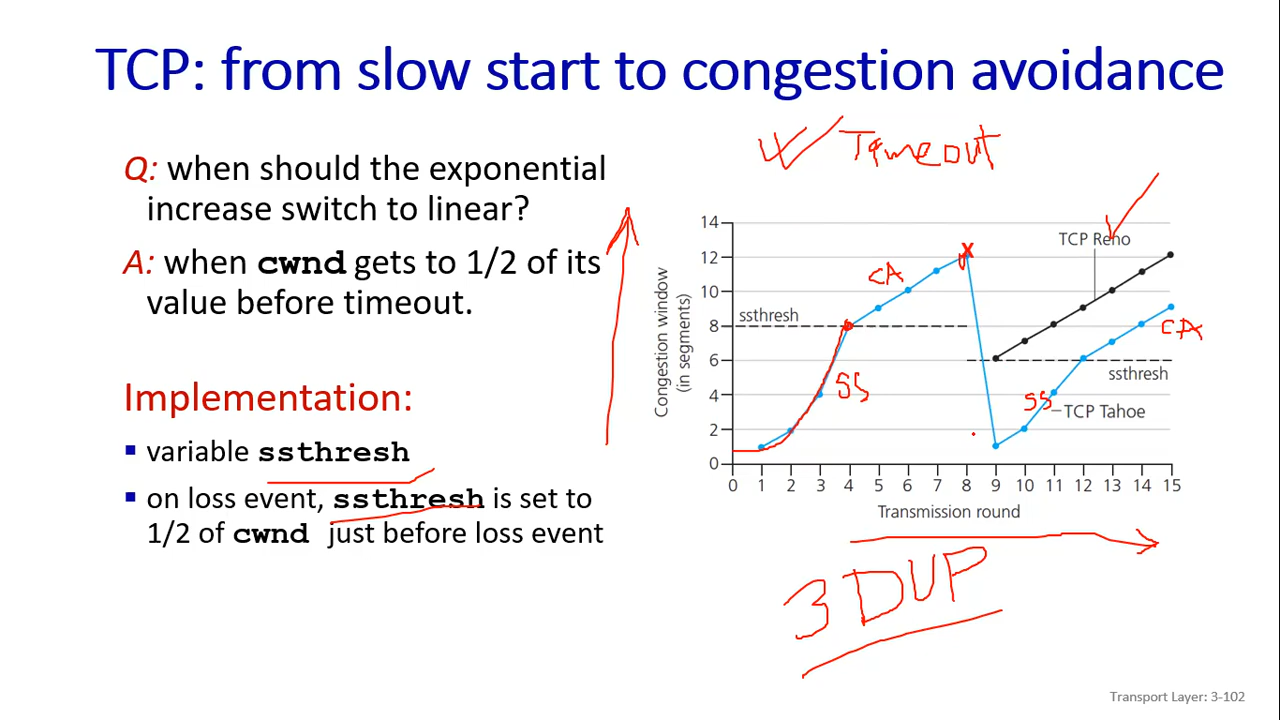 TCP: from slow start to congestion avoidance
Q: when should the exponential
increase switch to linear?
A: when cwnd gets to 1/2 of its
value before timeout.
Implementation:
▪ variable ssthresh
▪ on loss event, ssthresh is set to
1/2 of cwnd just before loss event
Timeout
Congestion window
(in segments)
14
12
10
8
6
4
2
0
ssthresh
CA
SS
TCP Reno
CA
ssthresh
SS
TCP Tahoe
0 1 2 3 4 5 6 7 8 9 10 11 12 13 14 15
Transmission round
3 DUP
Transport Layer: 3-102